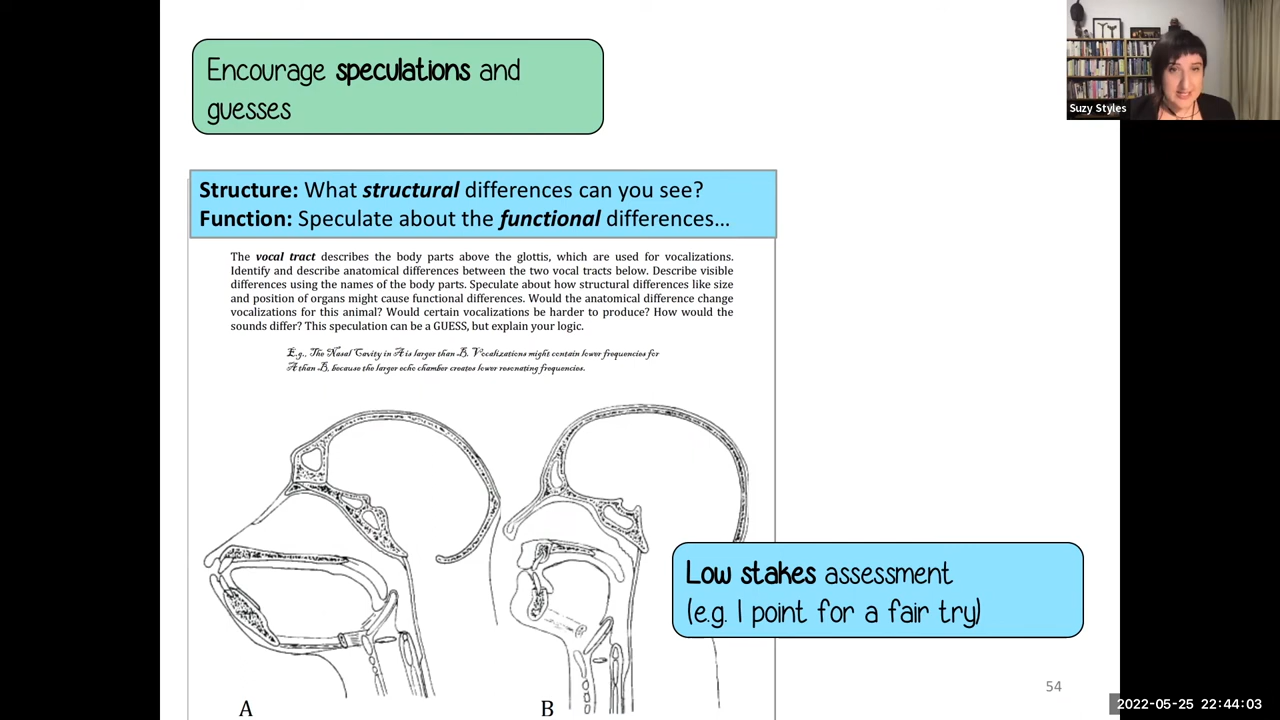 Encourage speculations and
guesses
Suzy Styles
Structure: What structural differences can you see?
Function: Speculate about the functional differences…
The vocal tract describes the body parts above the glottis, which are used for vocalizations.
Identify and describe anatomical differences between the two vocal tracts below. Describe visible
differences using the names of the body parts. Speculate about how structural differences like size
and position of organs might cause functional differences. Would the anatomical difference change
vocalizations for this animal? Would certain vocalizations be harder to produce? How would the
sounds differ? This speculation can be a GUESS, but explain your logic.
E.g., The Nasal Cavity in A is larger than B. Vocalizations might contain lower frequencies for
A than B, because the larger echo chamber creates lower resonating frequencies.
Low stakes assessment
(e.g. 1 point for a fair try)
A
B
54
2022-05-25 22:44:03